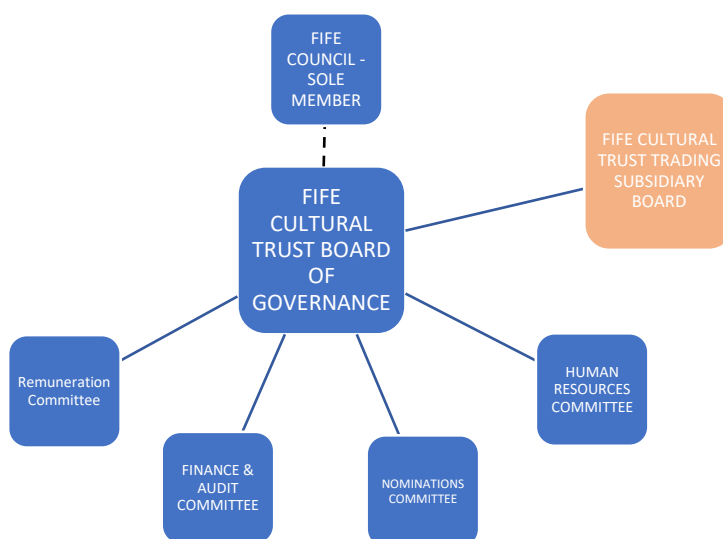 FIFE
COUNCIL -
SOLE
MEMBER
FIFE CULTURAL
TRUST TRADING
SUBSIDIARY
BOARD
FIFE
CULTURAL
TRUST BOARD
OF
GOVERNANCE
Remuneration
Committee
FINANCE &
AUDIT
COMMITTEE
NOMINATIONS
COMMITTEE
HUMAN
RESOURCES
COMMITTEE